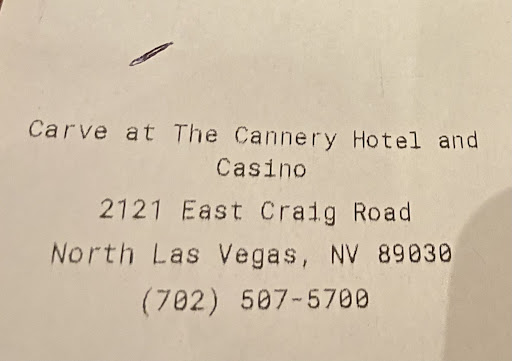 Carve at The Cannery Hotel and
Casino
2121 East Craig Road
North Las Vegas, NV 89030
(702) 507-5700